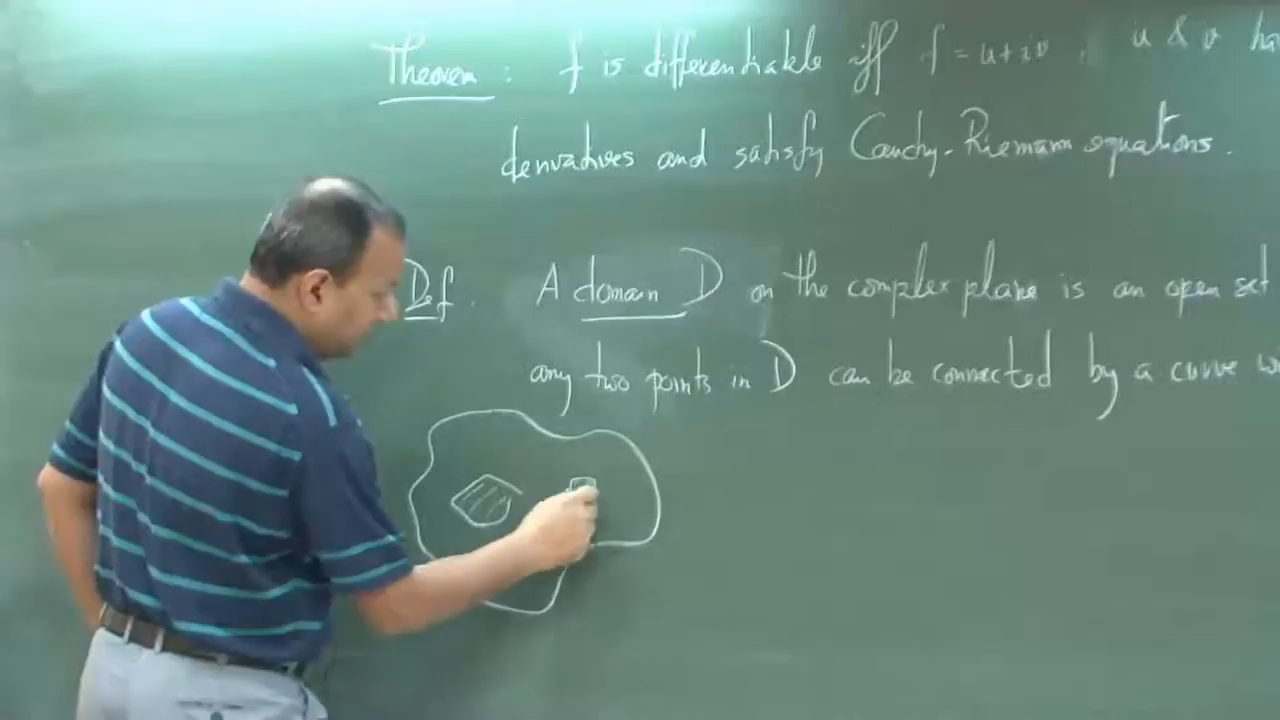 Theorem : f is differentiable iff f = u + iv , u & v
derivatives and satisfy Cauchy-Riemann equations.
Def. A domain D on the complex plane is an open set
any two points in D can be connected by a curve